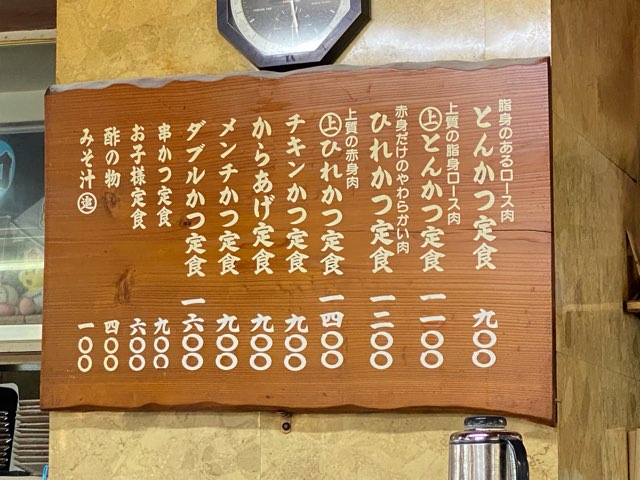 脂身のあるロース肉
とんかつ定食 九〇〇
上質の脂身ロース肉
㊤とんかつ定食 一一〇〇
赤身だけのやわらかい肉
ひれかつ定食 一二〇〇
上質の赤身肉
㊤ひれかつ定食 一四〇〇
チキンかつ定食 九〇〇
からあげ定食 九〇〇
メンチかつ定食 九〇〇
ダブルかつ定食 一六〇〇
串かつ定食 九〇〇
お子様定食 六〇〇
酢の物 四〇〇
みそ汁 追 一〇〇
VI